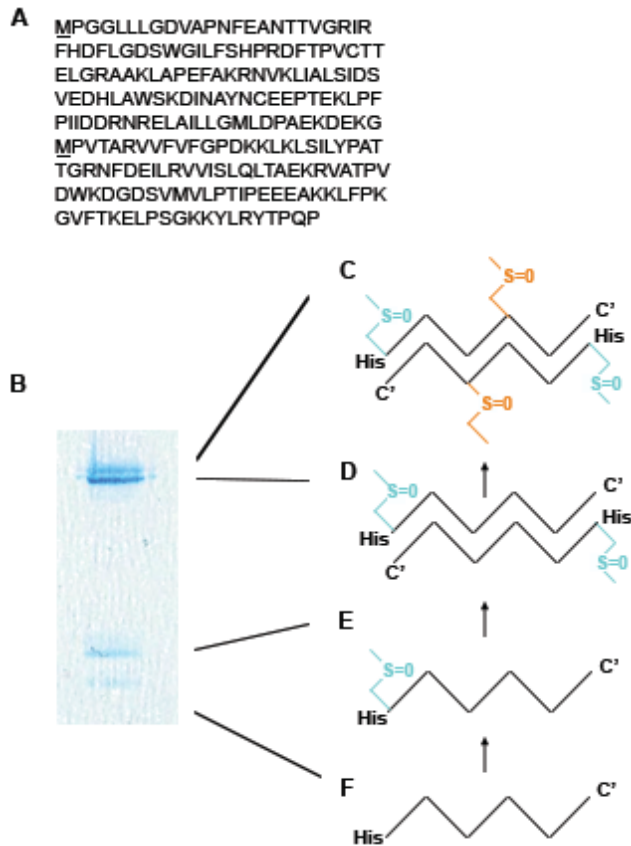 A
MPGGLLLGDVAPNFEANTTVGRIR
FHDFLGDSWGILFSHPRDFTPVCTT
ELGRAAKLAPEFAKRNVKLIALSIDS
VEDHLAWSKDINAYNCEEPTEKLPF
PIIDDRNRELAILLGMLDPAEKDEKG
MPVTARVVFVFGPDKKLKLSILYPAT
TGRNFDEILRVVISLQLTAEKRVATPV
DWKDGDSVMVLPTIPEEEAKKLFPK
GVFTKELPSGKKYLRYTPQP
C
S=0
S=0
C'
His
His
C'
S=0
S=0
B
D
S=0
C'
His
His
C'
S=0
E
S=0
C'
His
F
C'
His